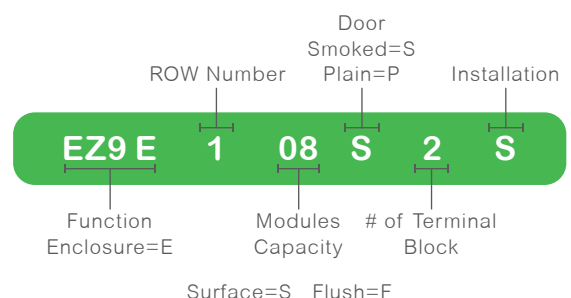 Door
Smoked=S
ROW Number Plain=P Installation
EZ9 E 1 08 S 2 S
Function Modules # of Terminal
Enclosure=E Capacity Block
Surface=S Flush=F